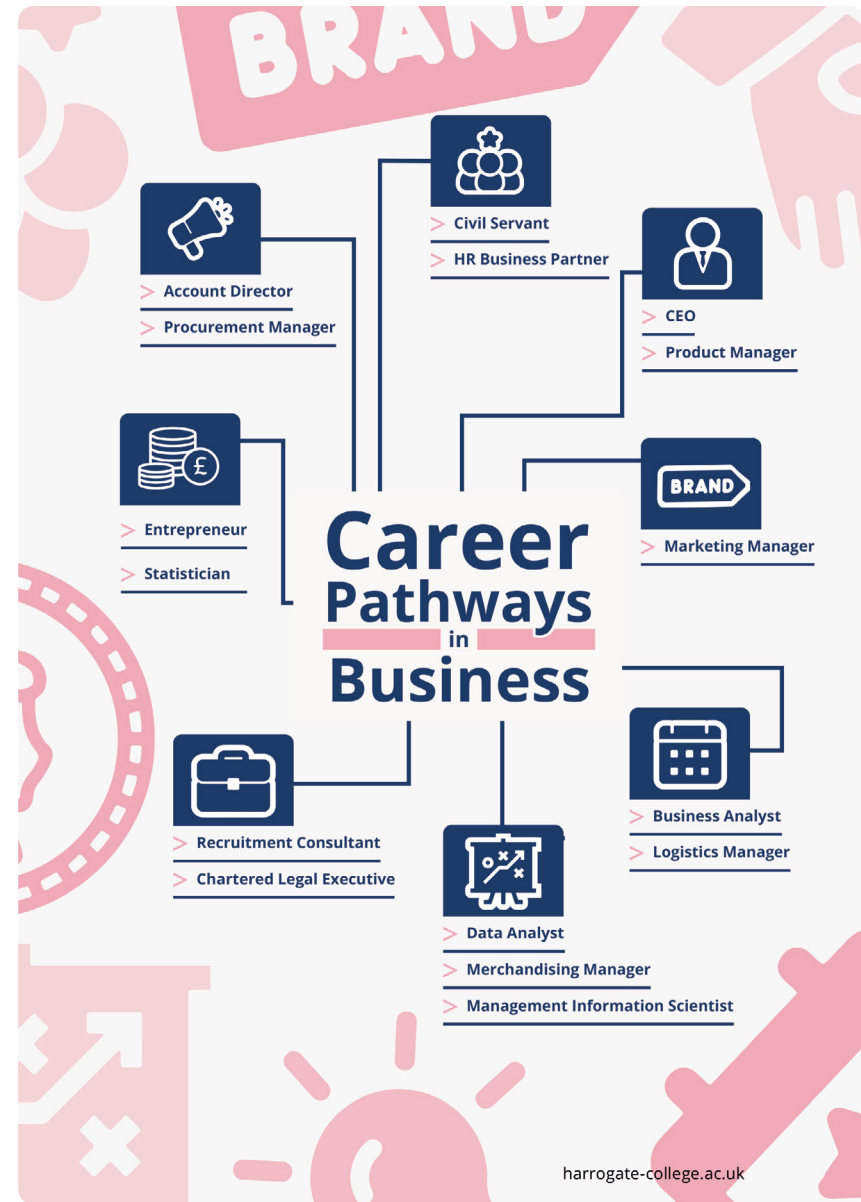 BRAND
> Civil Servant
> HR Business Partner
> Account Director
> Procurement Manager
> CEO
> Product Manager
£
> Entrepreneur
> Statistician
BRAND
> Marketing Manager
Career
Pathways
in
Business
> Recruitment Consultant
> Chartered Legal Executive
> Business Analyst
> Logistics Manager
> Data Analyst
> Merchandising Manager
> Management Information Scientist
harrogate-college.ac.uk